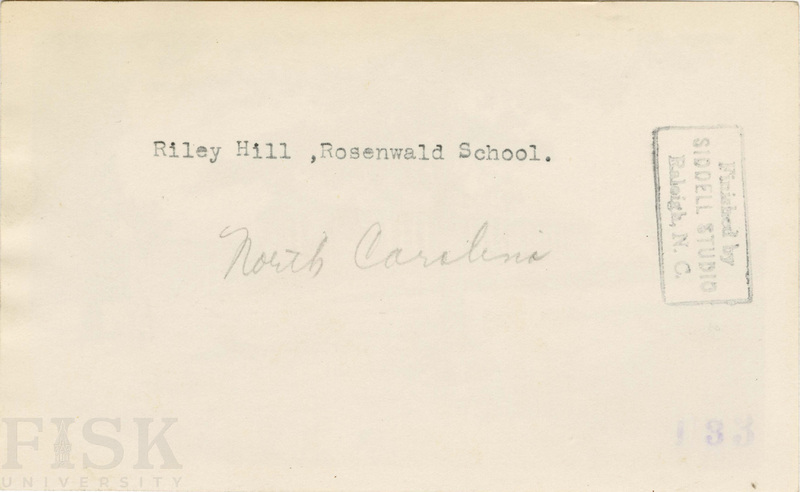 Riley Hill ,Rosenwald School.
North Carolina
Finished by
SIDDELL STUDIO
Raleigh, N. C.
133
FISK
UNIVERSITY